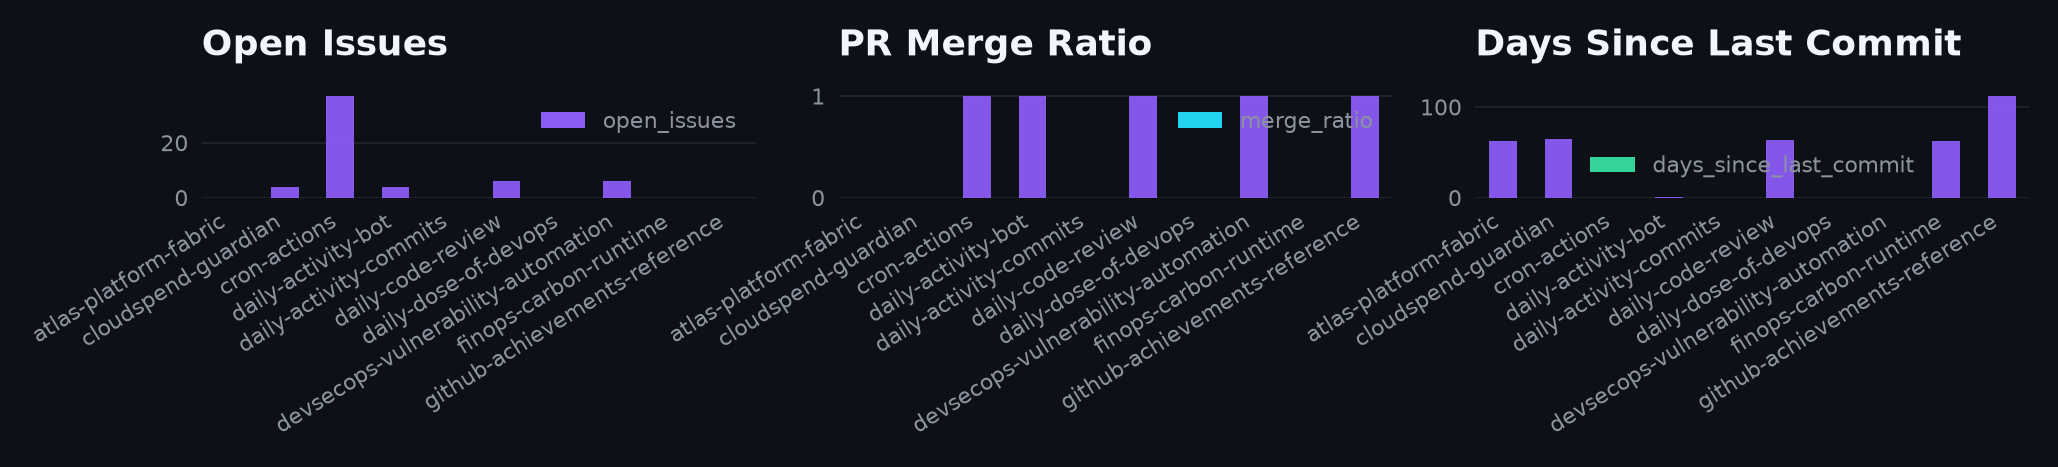 Open Issues
20
0
open_issues
atlas-platform-fabric
cloudspend-guardian
cron-actions
daily-activity-bot
daily-activity-commits
daily-code-review
daily-dose-of-devops
devsecops-vulnerability-automation
finops-carbon-runtime
github-achievements-reference
PR Merge Ratio
1
0
merge_ratio
atlas-platform-fabric
cloudspend-guardian
cron-actions
daily-activity-bot
daily-activity-commits
daily-code-review
daily-dose-of-devops
devsecops-vulnerability-automation
finops-carbon-runtime
github-achievements-reference
Days Since Last Commit
100
0
days_since_last_commit
atlas-platform-fabric
cloudspend-guardian
cron-actions
daily-activity-bot
daily-activity-commits
daily-code-review
daily-dose-of-devops
devsecops-vulnerability-automation
finops-carbon-runtime
github-achievements-reference